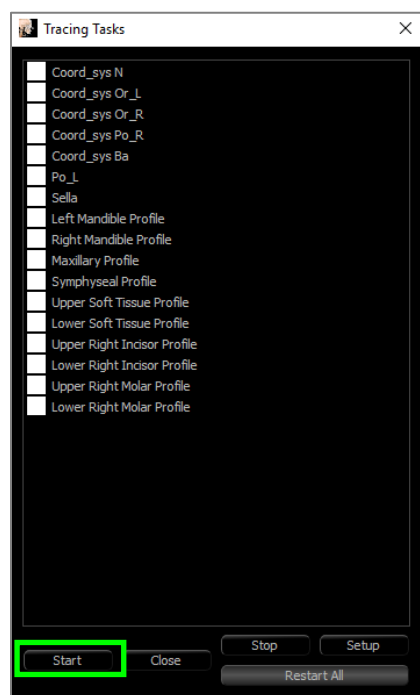 Tracing Tasks
Coord_sys N
Coord_sys Or_L
Coord_sys Or_R
Coord_sys Po_R
Coord_sys Ba
Po_L
Sella
Left Mandible Profile
Right Mandible Profile
Maxillary Profile
Symphyseal Profile
Upper Soft Tissue Profile
Lower Soft Tissue Profile
Upper Right Incisor Profile
Lower Right Incisor Profile
Upper Right Molar Profile
Lower Right Molar Profile
Start Close Stop Setup
Restart All